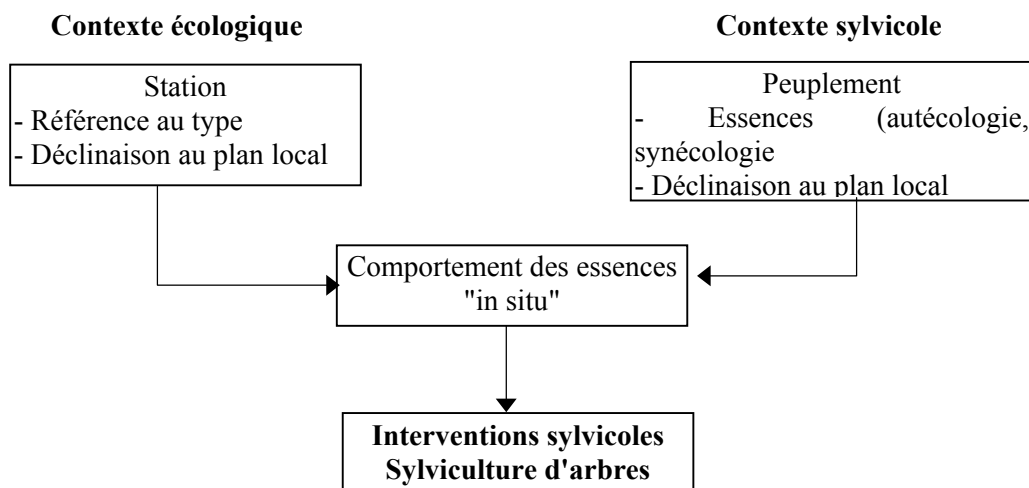 Contexte écologique
Contexte sylvicole
Station
- Référence au type
- Déclinaison au plan local
Peuplement
- Essences (autécologie,
synécologie
- Déclinaison au plan local
Comportement des essences
"in situ"
Interventions sylvicoles
Sylviculture d'arbres